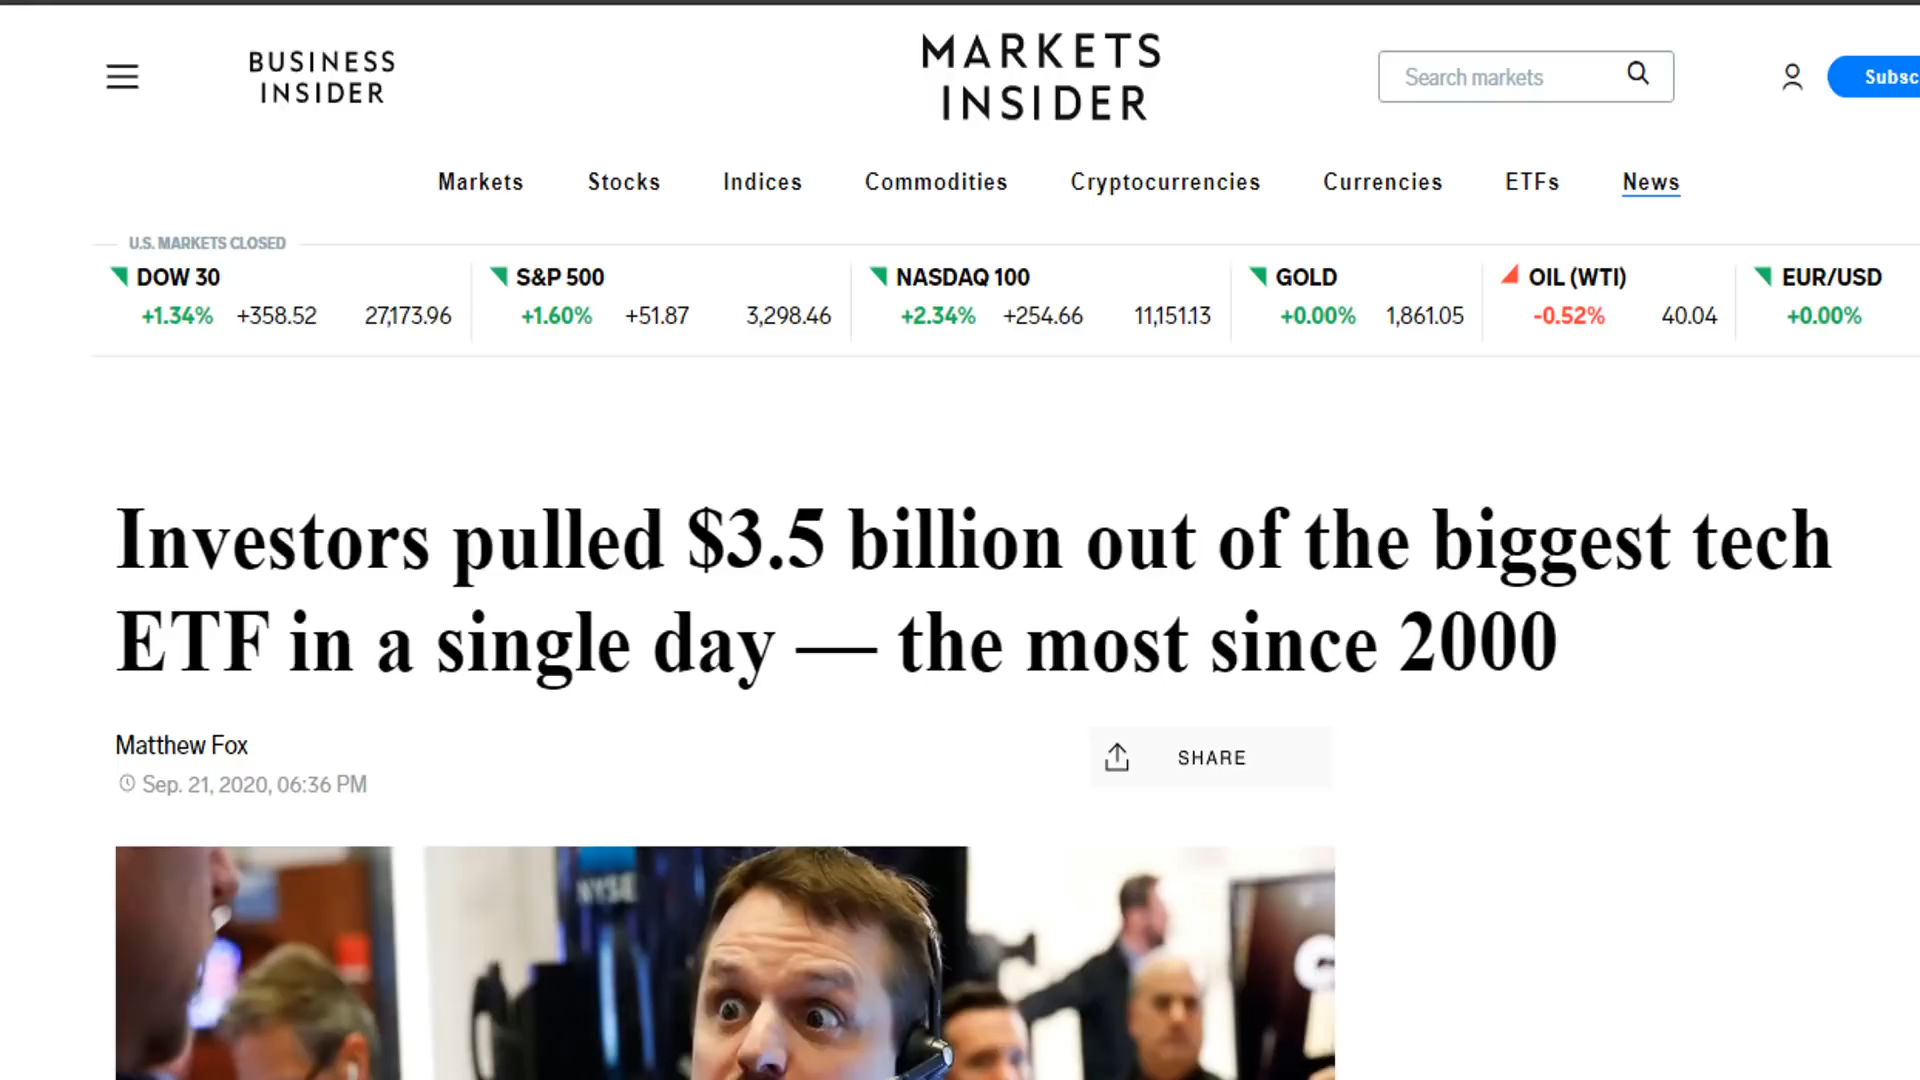 BUSINESS
INSIDER
MARKETS
INSIDER
Search markets
Subsc
Markets Stocks Indices Commodities Cryptocurrencies Currencies ETFs News
U.S. MARKETS CLOSED
DOW 30
+1.34% +358.52 27,173.96
S&P 500
+1.60% +51.87 3,298.46
NASDAQ 100
+2.34% +254.66 11,151.13
GOLD
+0.00% 1,861.05
OIL (WTI)
-0.52% 40.04
EUR/USD
+0.00%
Investors pulled $3.5 billion out of the biggest tech
ETF in a single day — the most since 2000
Matthew Fox
Sep. 21, 2020, 06:36 PM
SHARE
NYSE